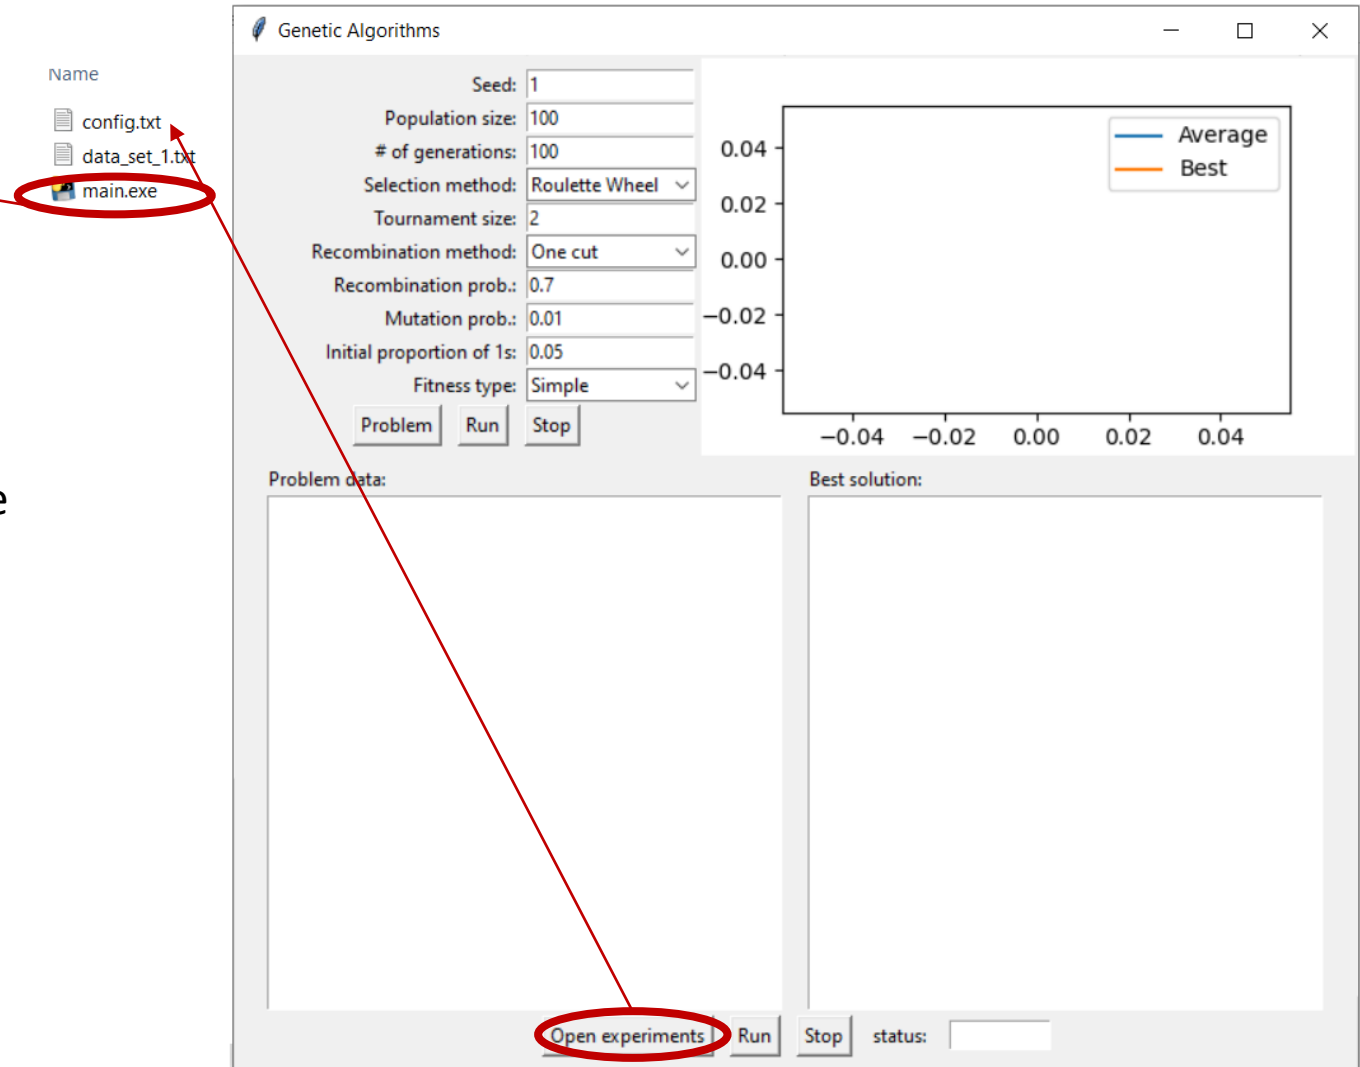 Genetic Algorithms
Name
config.txt
data_set_1.txt
main.exe
Seed: 1
Population size: 100
# of generations: 100
Selection method: Roulette Wheel
Tournament size: 2
Recombination method: One cut
Recombination prob.: 0.7
Mutation prob.: 0.01
Initial proportion of 1s: 0.05
Fitness type: Simple
Problem Run Stop
Average
Best
0.04
0.02
0.00
−0.02
−0.04
−0.04 −0.02 0.00 0.02 0.04
e
Problem data:
Best solution:
Open experiments Run Stop status: